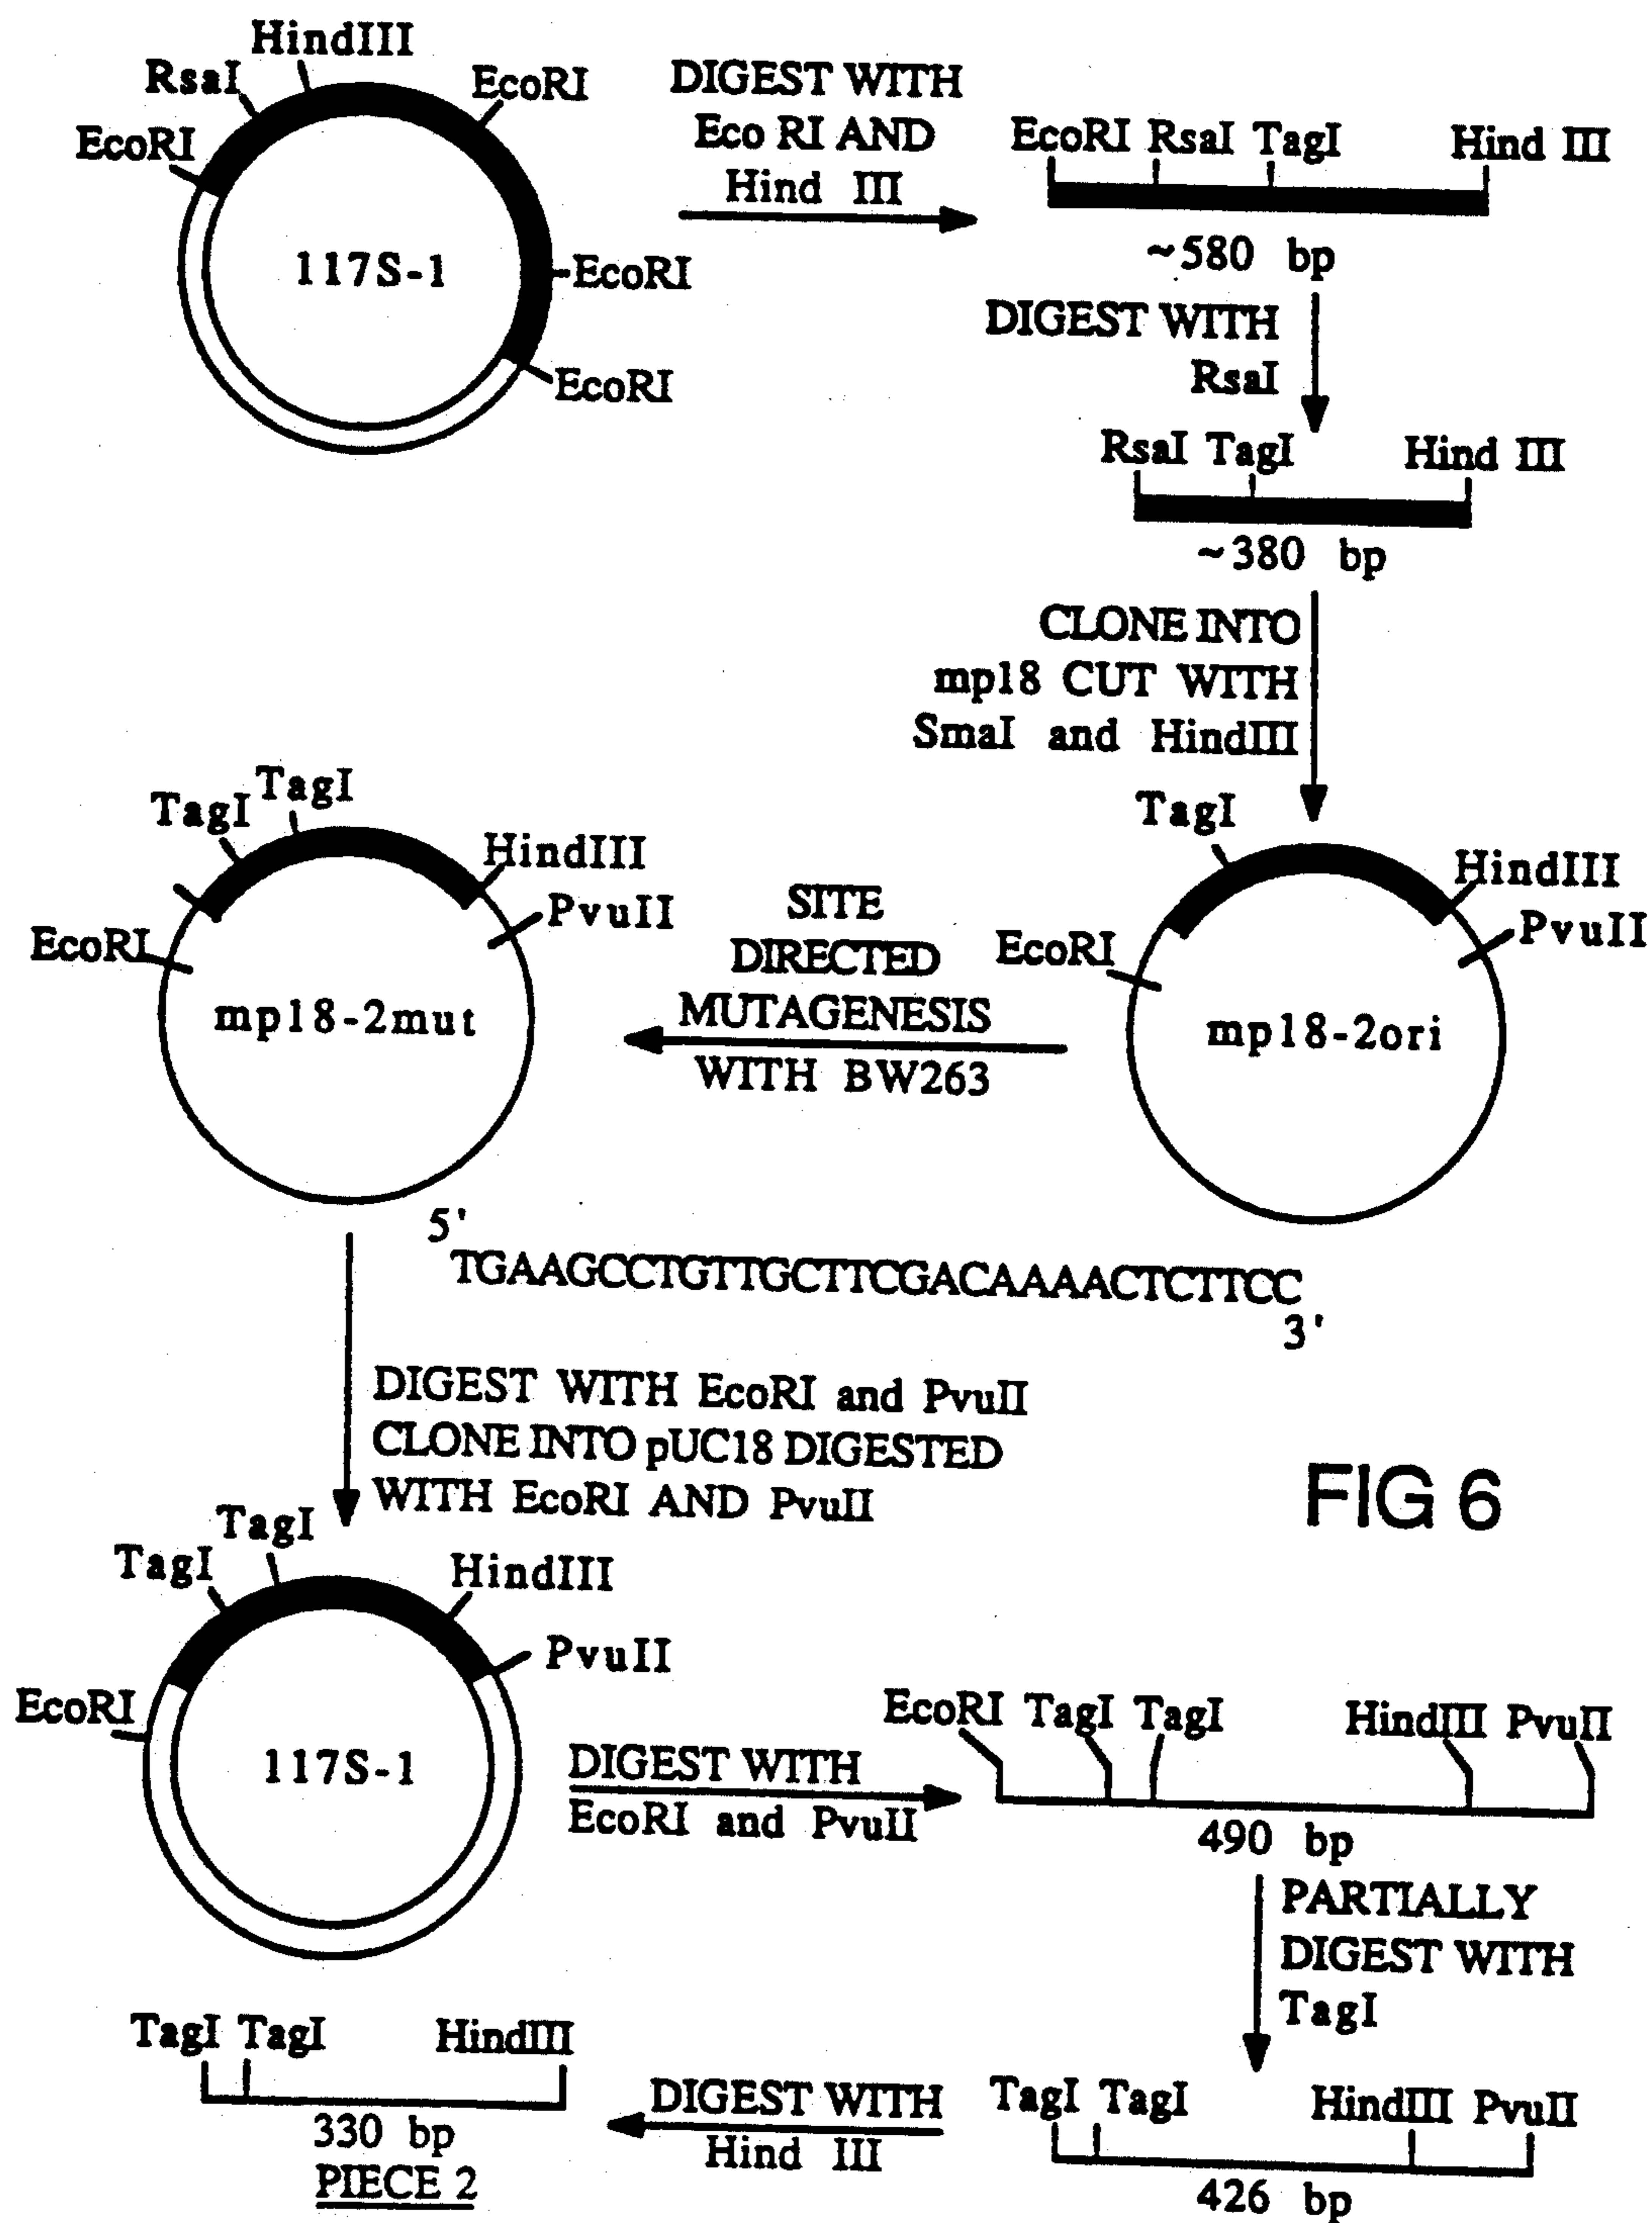 HindIII
RsaI
EcoRI
EcoRI
117S-1
EcoRI
EcoRI
DIGEST WITH
Eco RI AND
Hind III
EcoRI RsaI TagI Hind III
~580 bp
DIGEST WITH
RsaI
RsaI TagI Hind III
~380 bp
CLONE INTO
mp18 CUT WITH
SmaI and HindIII
TagI
HindIII
PvuII
EcoRI
mp18-2ori
SITE
DIRECTED
MUTAGENESIS
WITH BW263
TagI TagI
HindIII
PvuII
EcoRI
mp18-2mut
5'
TGAAGCCTGTTGCTTCGACAAAACTCTTCC
3'
DIGEST WITH EcoRI and PvuII
CLONE INTO pUC18 DIGESTED
WITH EcoRI AND PvuII
FIG 6
TagI
TagI
HindIII
PvuII
EcoRI
117S-1
DIGEST WITH
EcoRI and PvuII
EcoRI TagI TagI HindIII PvuII
490 bp
PARTIALLY
DIGEST WITH
TagI
TagI TagI HindIII PvuII
426 bp
DIGEST WITH
Hind III
TagI TagI HindIII
330 bp
PIECE 2